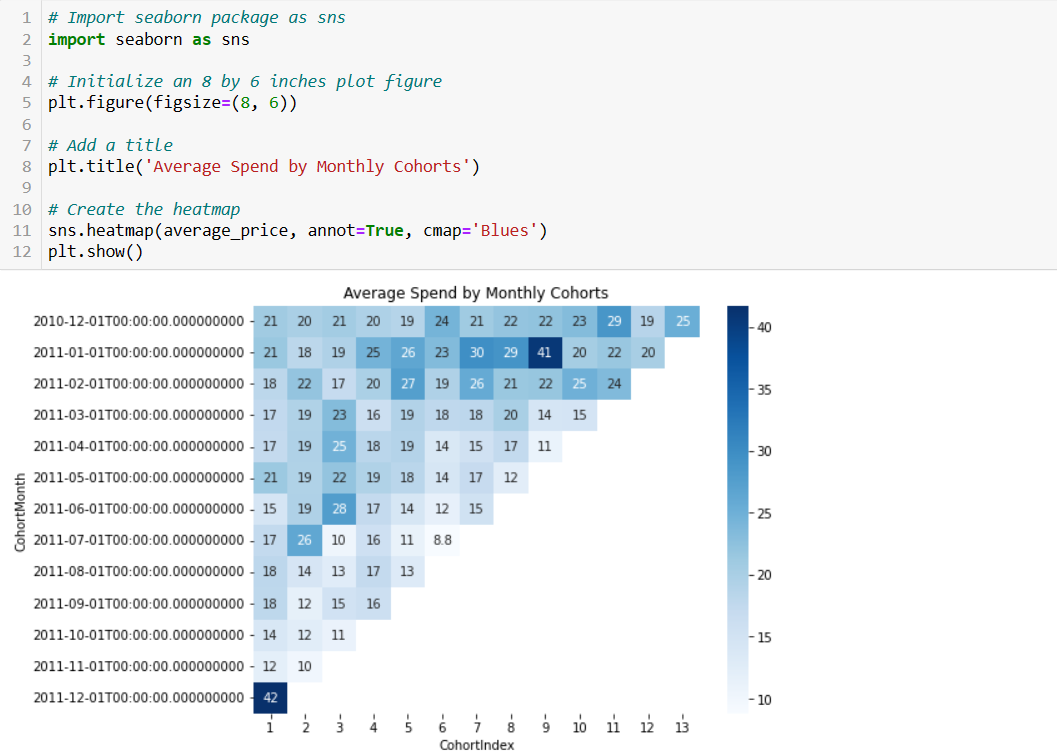 1 # Import seaborn package as sns
2 import seaborn as sns
3
4 # Initialize an 8 by 6 inches plot figure
5 plt.figure(figsize=(8, 6))
6
7 # Add a title
8 plt.title('Average Spend by Monthly Cohorts')
9
10 # Create the heatmap
11 sns.heatmap(average_price, annot=True, cmap='Blues')
12 plt.show()
Average Spend by Monthly Cohorts
2010-12-01T00:00:00.000000000 21 20 21 20 19 24 21 22 22 23 29 19 25
2011-01-01T00:00:00.000000000 21 18 19 25 26 23 30 29 41 20 22 20
2011-02-01T00:00:00.000000000 18 22 17 20 27 19 26 21 22 25 24
2011-03-01T00:00:00.000000000 17 19 23 16 19 18 18 20 14 15
2011-04-01T00:00:00.000000000 17 19 25 18 19 14 15 17 11
2011-05-01T00:00:00.000000000 21 19 22 19 18 14 17 12
2011-06-01T00:00:00.000000000 15 19 28 17 14 12 15
2011-07-01T00:00:00.000000000 17 26 10 16 11 8.8
2011-08-01T00:00:00.000000000 18 14 13 17 13
2011-09-01T00:00:00.000000000 18 12 15 16
2011-10-01T00:00:00.000000000 14 12 11
2011-11-01T00:00:00.000000000 12 10
2011-12-01T00:00:00.000000000 42
1 2 3 4 5 6 7 8 9 10 11 12 13
CohortIndex
CohortMonth
40
35
30
25
20
15
10